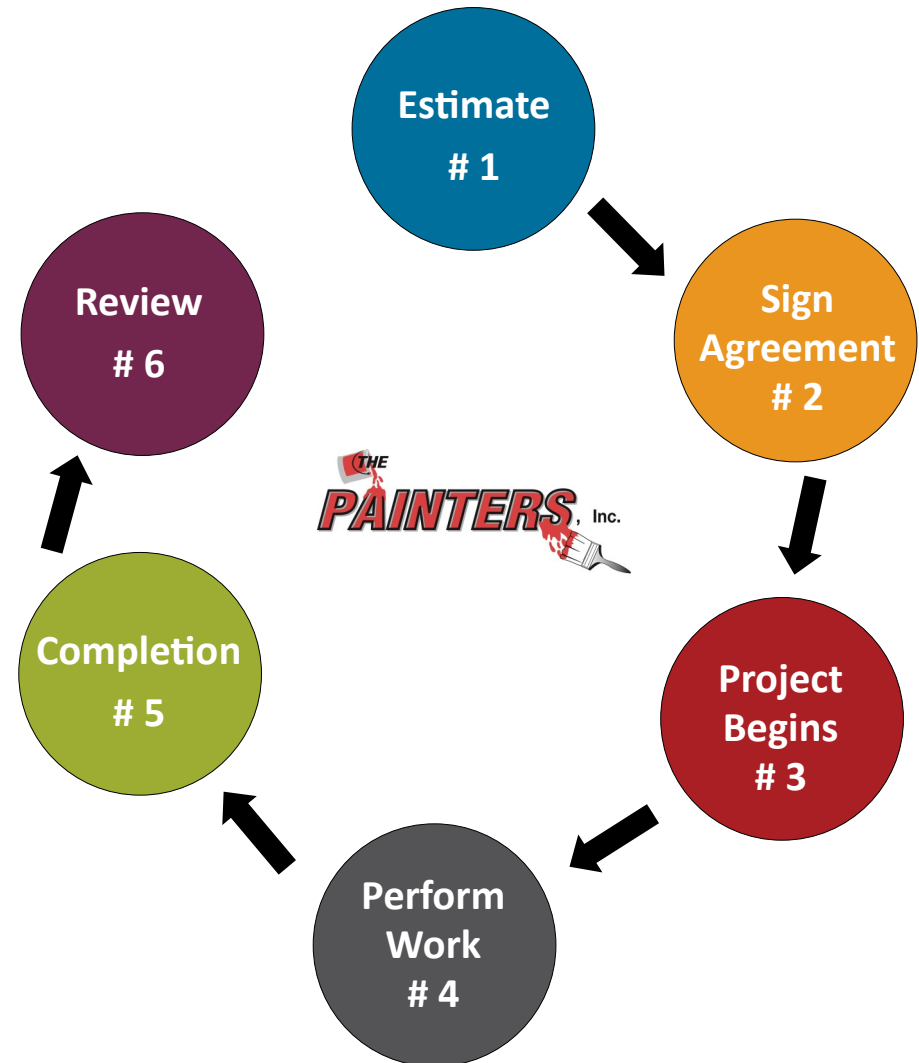 Estimate
# 1
Sign
Agreement
# 2
Project
Begins
# 3
Perform
Work
# 4
Completion
# 5
Review
# 6
THE
PAINTERS, Inc.